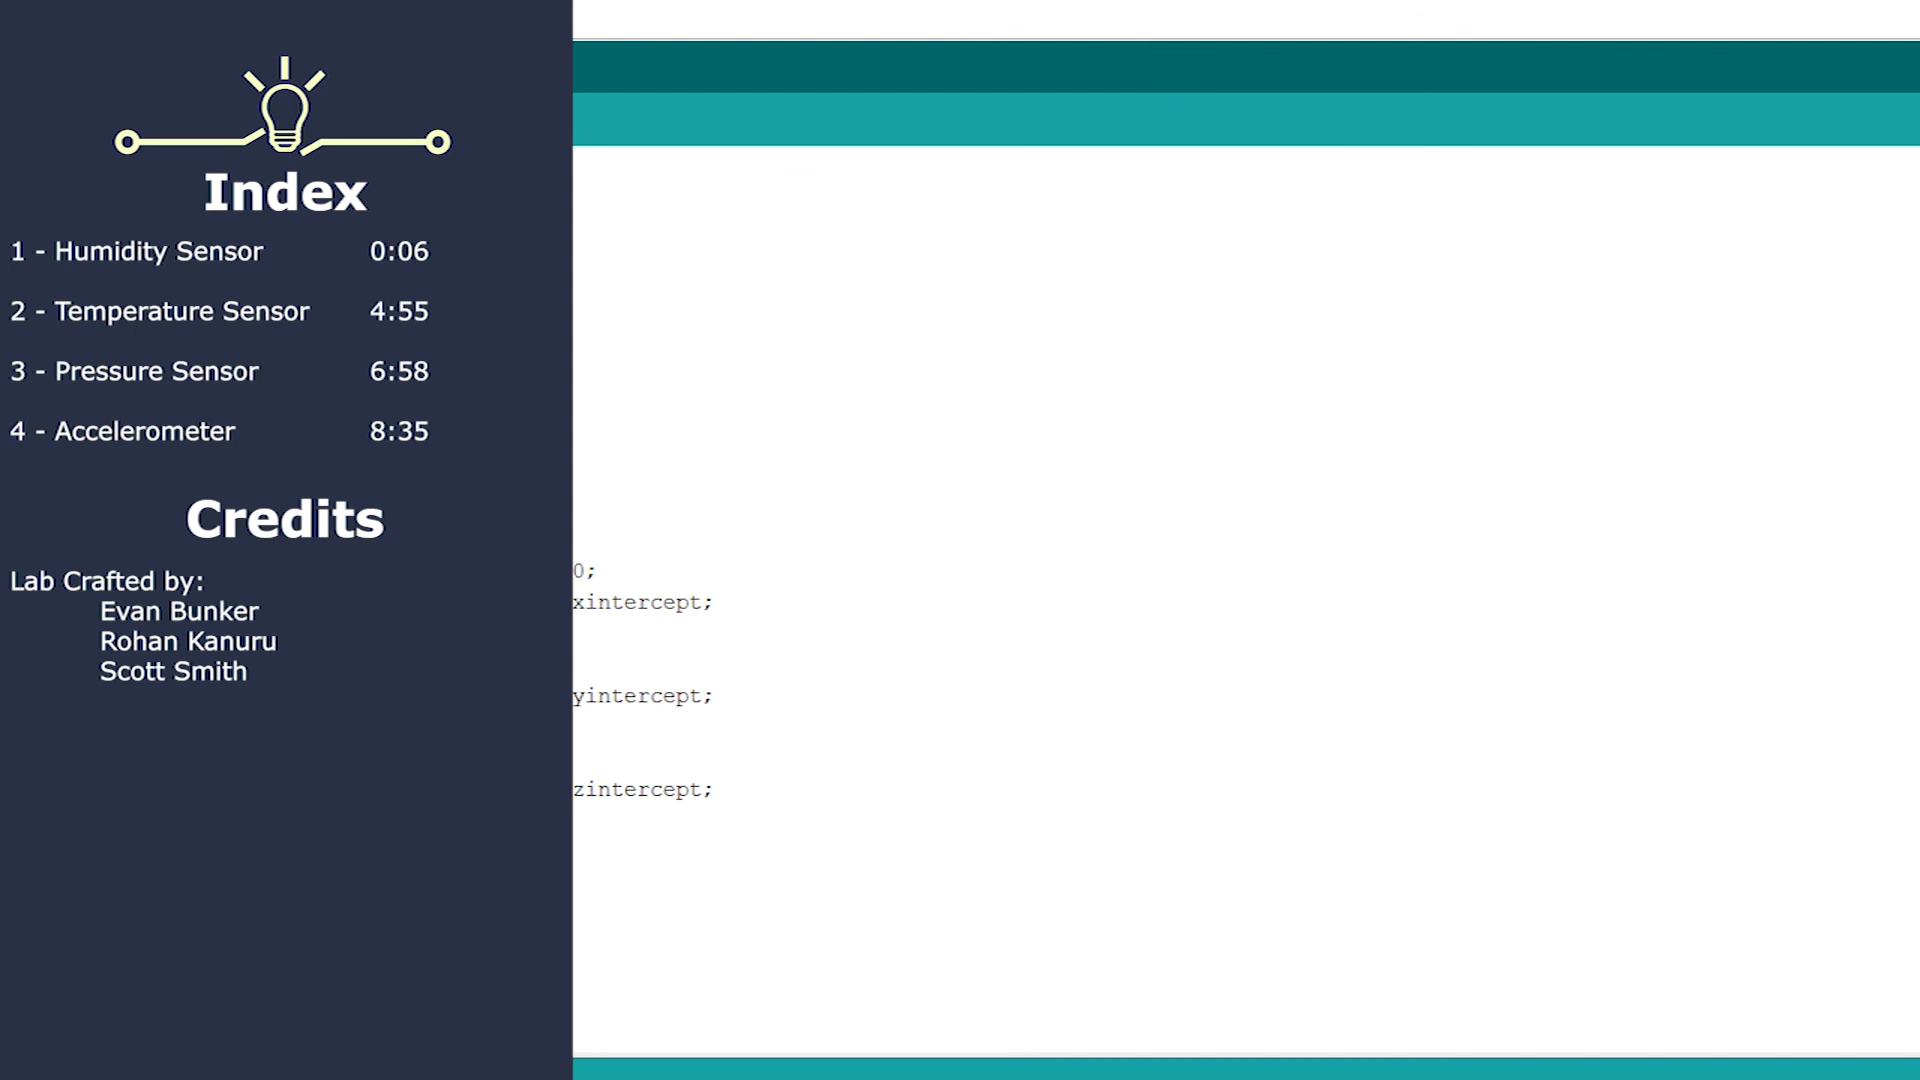 Index
1 - Humidity Sensor 0:06
2 - Temperature Sensor 4:55
3 - Pressure Sensor 6:58
4 - Accelerometer 8:35
Credits
Lab Crafted by:
Evan Bunker
Rohan Kanuru
Scott Smith
0;
xintercept;
yintercept;
zintercept;